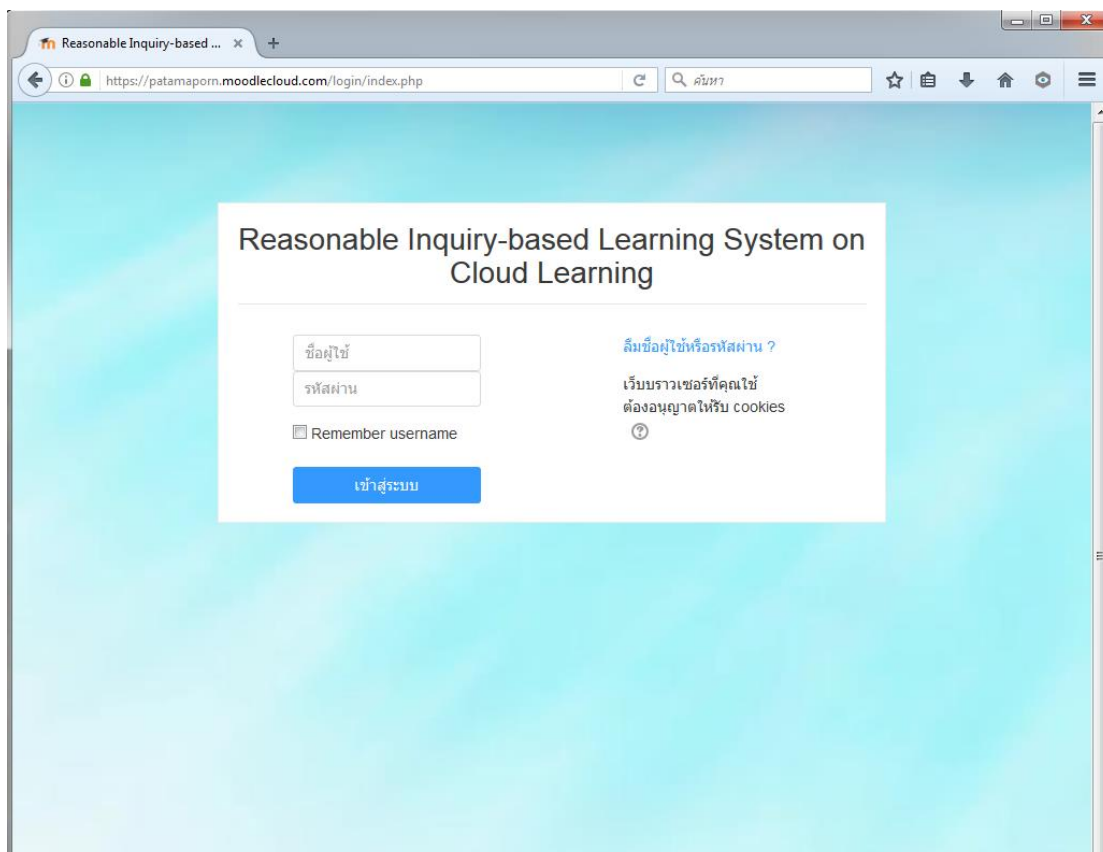 Reasonable Inquiry-based ...
https://patamaporn.moodlecloud.com/login/index.php
ค้นหา
Reasonable Inquiry-based Learning System on
Cloud Learning
ชื่อผู้ใช้
รหัสผ่าน
Remember username
เข้าสู่ระบบ
ลืมชื่อผู้ใช้หรือรหัสผ่าน ?
เว็บบราวเซอร์ที่คุณใช้
ต้องอนุญาตให้รับ cookies